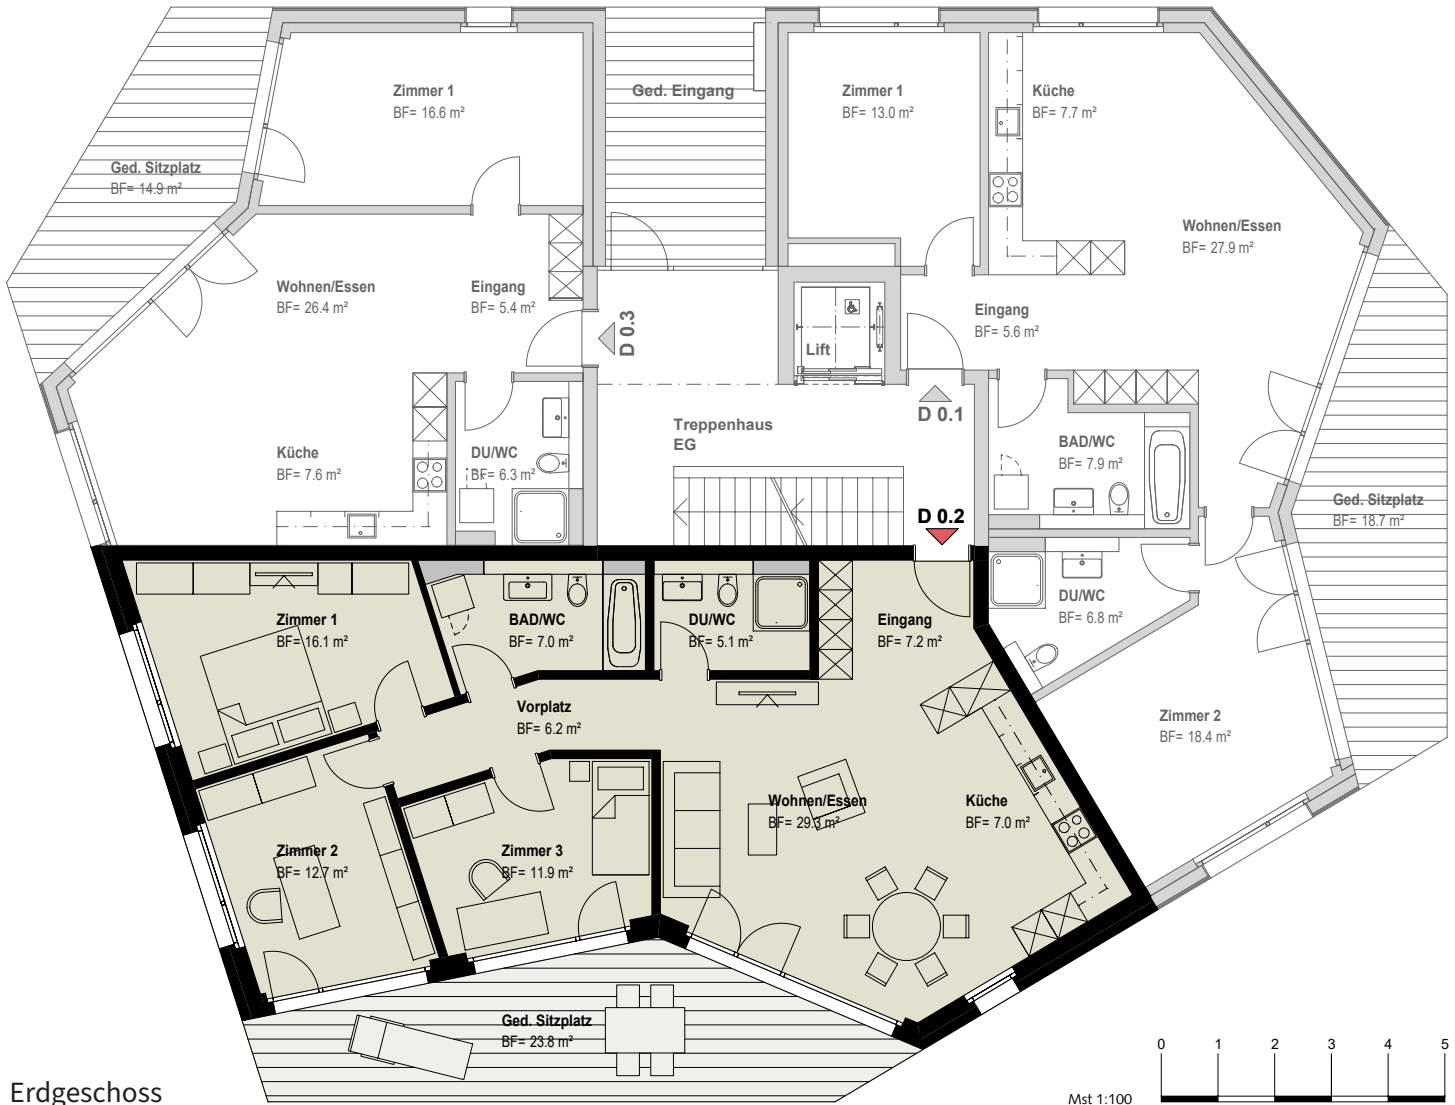 Zimmer 1
BF= 16.6 m²
Ged. Eingang
Zimmer 1
BF= 13.0 m²
Küche
BF= 7.7 m²
Ged. Sitzplatz
BF= 14.9 m²
Wohnen/Essen
BF= 27.9 m²
Wohnen/Essen
BF= 26.4 m²
Eingang
BF= 5.4 m²
D 0.3
Lift
Eingang
BF= 5.6 m²
D 0.1
Treppenhaus
EG
Küche
BF= 7.6 m²
DU/WC
BF= 6.3 m²
BAD/WC
BF= 7.9 m²
Ged. Sitzplatz
BF= 18.7 m²
D 0.2
DU/WC
BF= 6.8 m²
Zimmer 1
BF= 16.1 m²
BAD/WC
BF= 7.0 m²
DU/WC
BF= 5.1 m²
Eingang
BF= 7.2 m²
Vorplatz
BF= 6.2 m²
Zimmer 2
BF= 18.4 m²
Wohnen/Essen
BF= 29.3 m²
Küche
BF= 7.0 m²
Zimmer 2
BF= 12.7 m²
Zimmer 3
BF= 11.9 m²
Ged. Sitzplatz
BF= 23.8 m²
0 1 2 3 4 5
Mst 1:100
Erdgeschoss